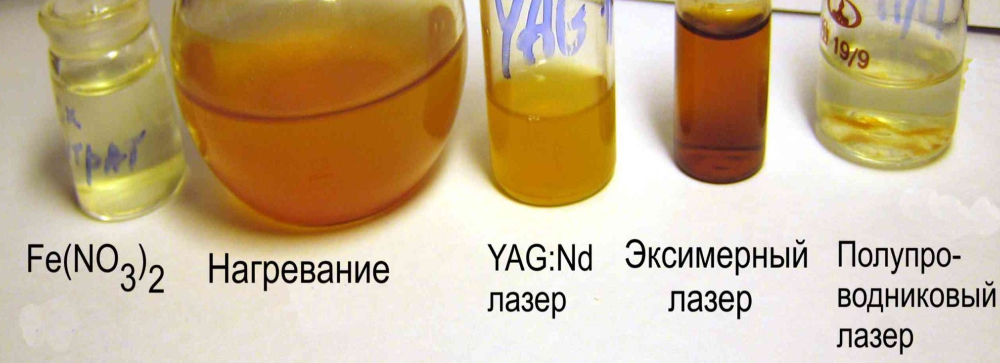 YAG
19/9
Fe(NO3)2
Нагревание
YAG:Nd
лазер
Эксимерный
лазер
Полупро-
водниковый
лазер